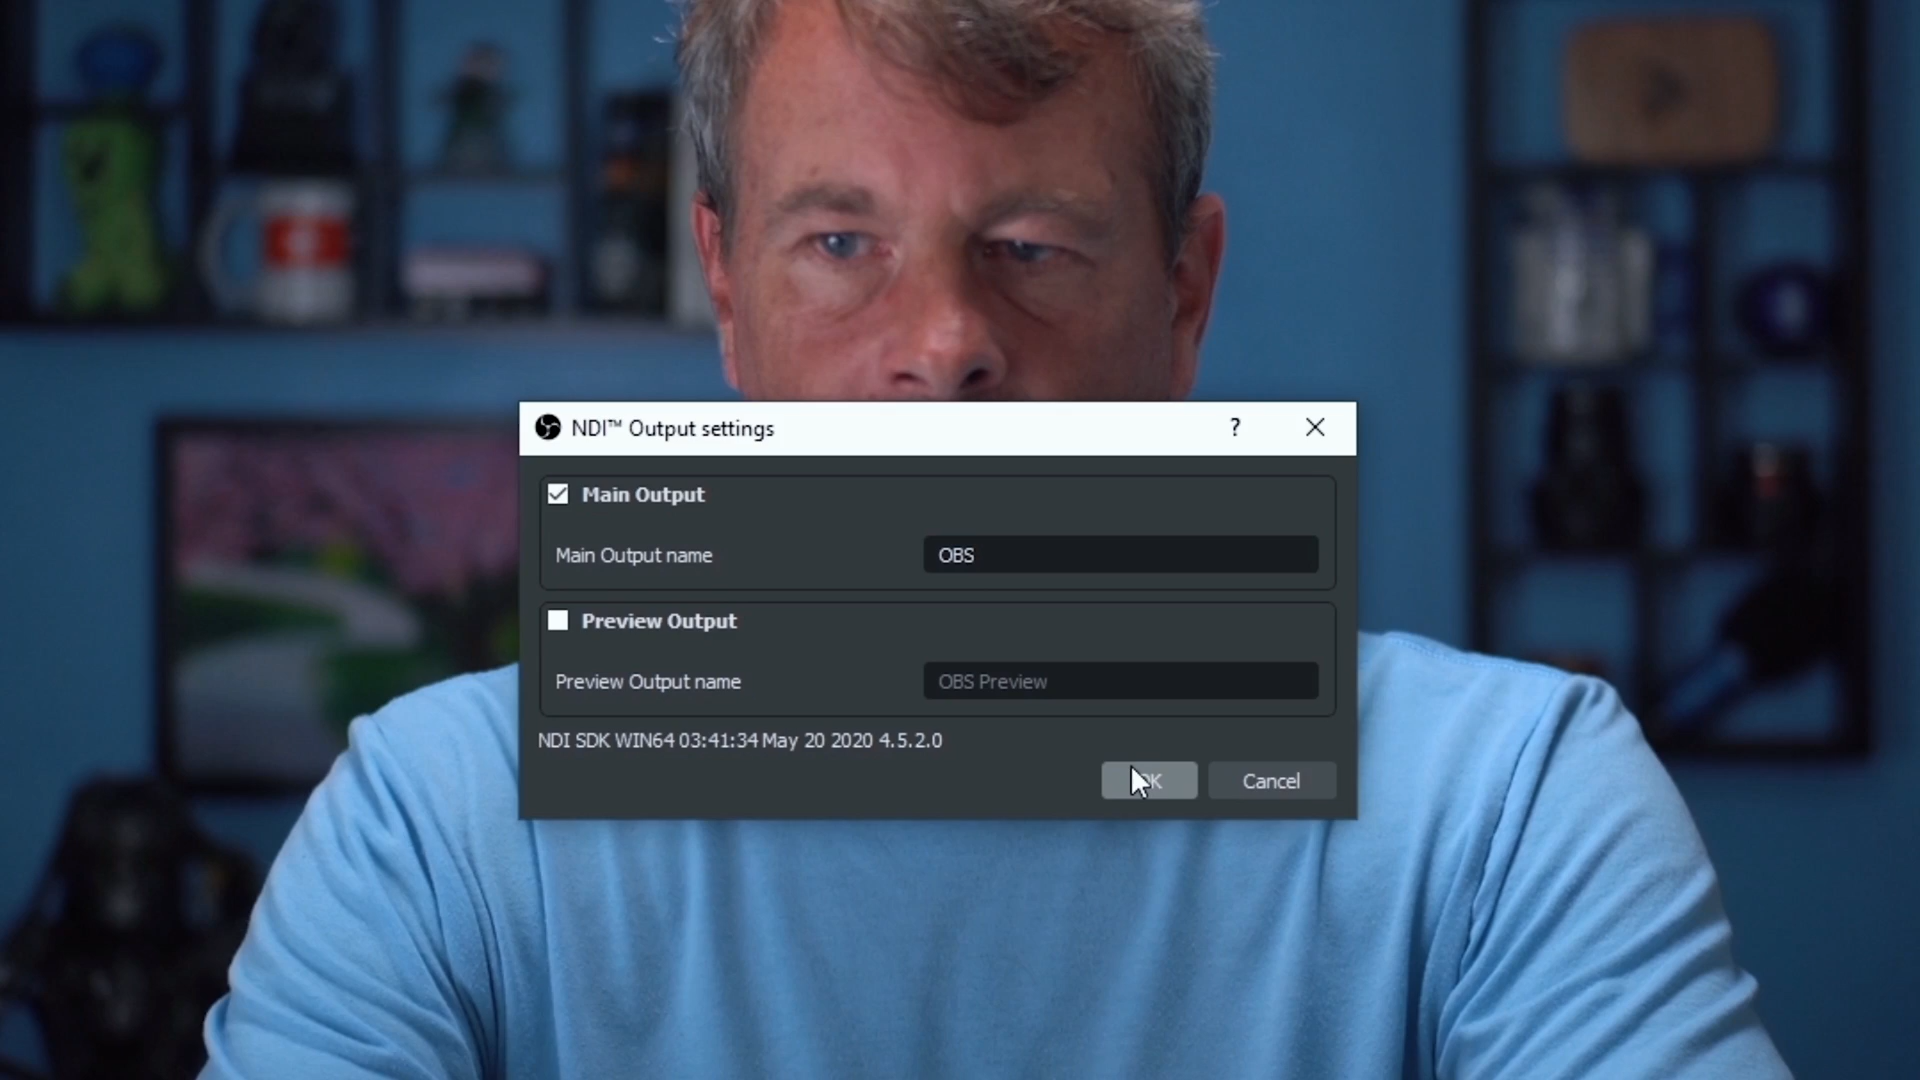 NDI™ Output settings
?
Main Output
Main Output name
OBS
Preview Output
Preview Output name
OBS Preview
NDI SDK WIN64 03:41:34 May 20 2020 4.5.2.0
OK
Cancel